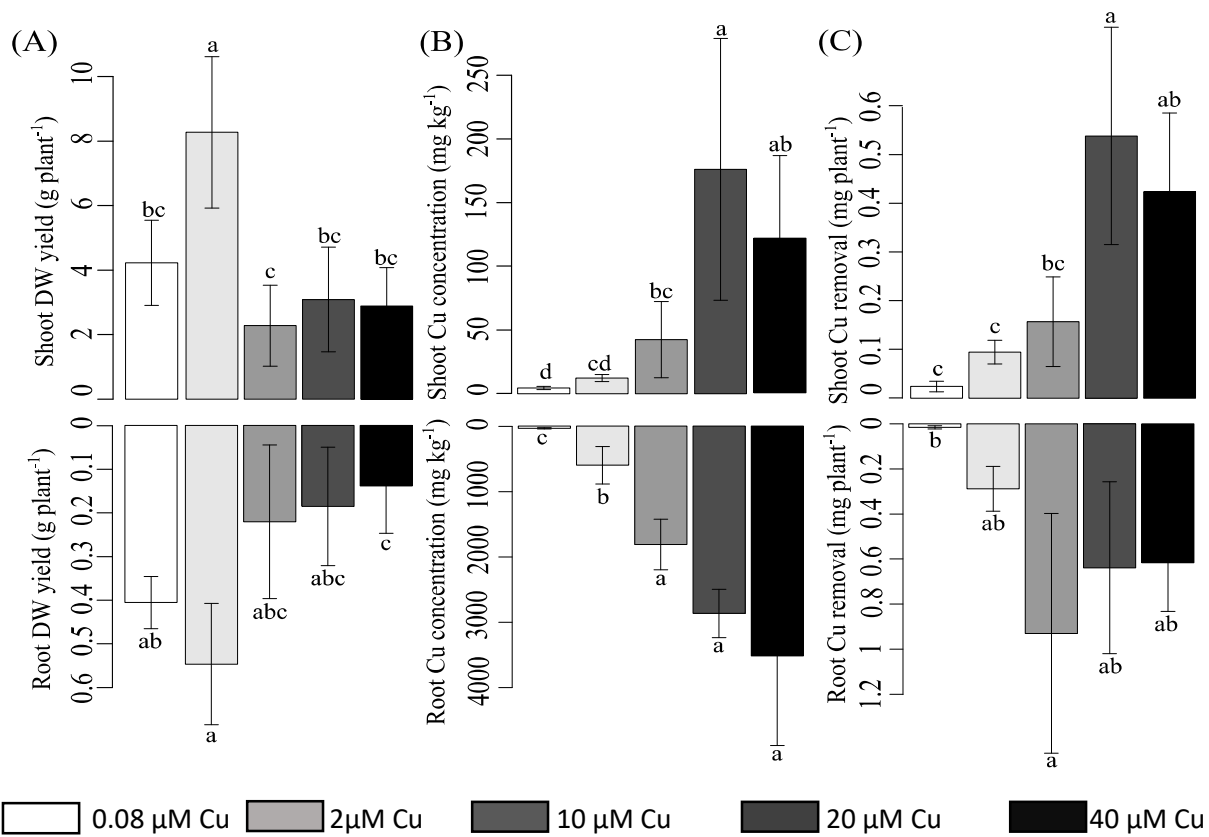 (A)
Shoot DW yield (g plant⁻¹)
10
8
6
4
2
0
bc
a
c
bc
bc
Root DW yield (g plant⁻¹)
0
0.1
0.2
0.3
0.4
0.5
0.6
ab
a
abc
abc
c
(B)
Shoot Cu concentration (mg kg⁻¹)
250
200
150
100
50
0
d
cd
bc
a
ab
Root Cu concentration (mg kg⁻¹)
0
1000
2000
3000
4000
c
b
a
a
a
(C)
Shoot Cu removal (mg plant⁻¹)
0.6
0.5
0.4
0.3
0.2
0.1
0
c
c
bc
a
ab
Root Cu removal (mg plant⁻¹)
0
0.2
0.4
0.6
0.8
1
1.2
b
ab
a
ab
ab
0.08 µM Cu
2µM Cu
10 µM Cu
20 µM Cu
40 µM Cu